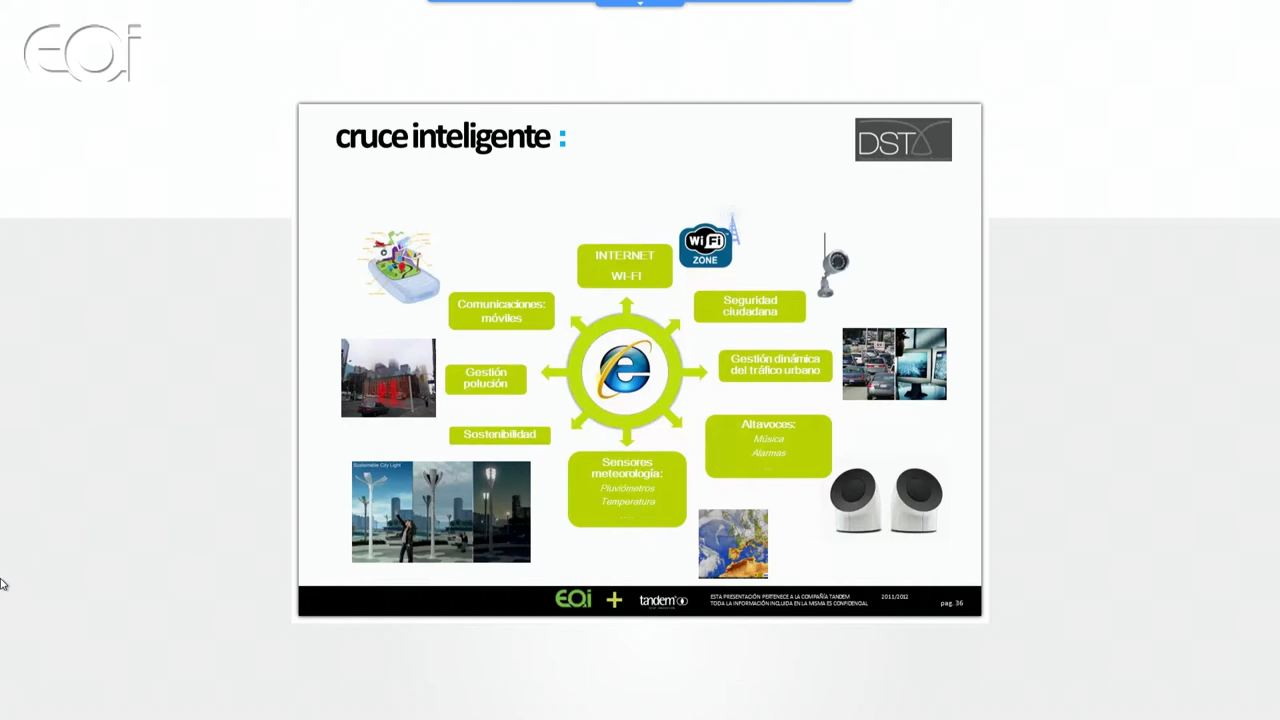 EOi
cruce inteligente :
DST
INTERNET
WI-FI
Wi Fi
ZONE
Comunicaciones:
móviles
Seguridad
ciudadana
Gestión
polución
Gestión dinámica
del tráfico urbano
Sostenibilidad
Altavoces:
Música
Alarmas
...
Sensores
meteorología:
Pluviómetros
Temperatura
....
Sustainable City Light
EOi + tandem
ESTA PRESENTACIÓN PERTENECE A LA COMPAÑÍA TANDEM
TODA LA INFORMACIÓN INCLUIDA EN LA MISMA ES CONFIDENCIAL
2011/2012
pag. 36